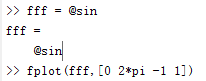 >> fff = @sin
fff =
@sin
>> fplot(fff,[0 2*pi -1 1])